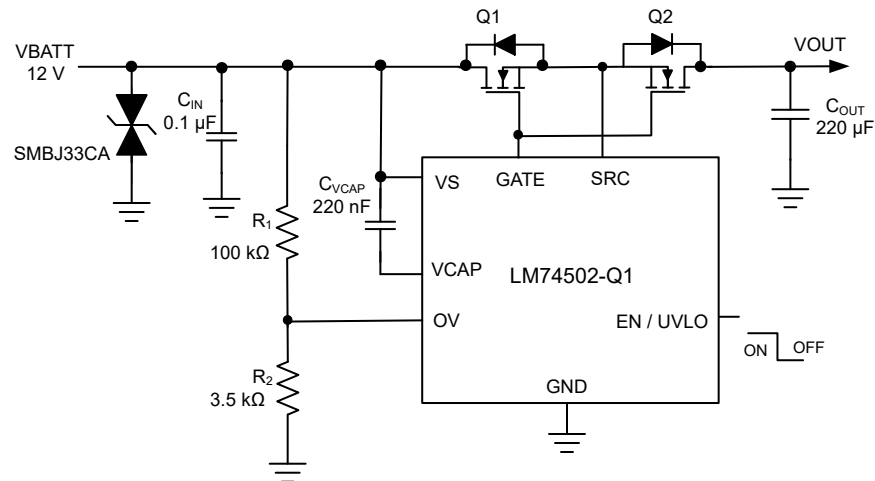 Q1
Q2
VBATT
12 V
VOUT
CIN
0.1 µF
SMBJ33CA
COUT
220 µF
CVCAP
220 nF
VS
GATE
SRC
R1
100 kΩ
VCAP
LM74502-Q1
OV
EN / UVLO
ON
OFF
R2
3.5 kΩ
GND